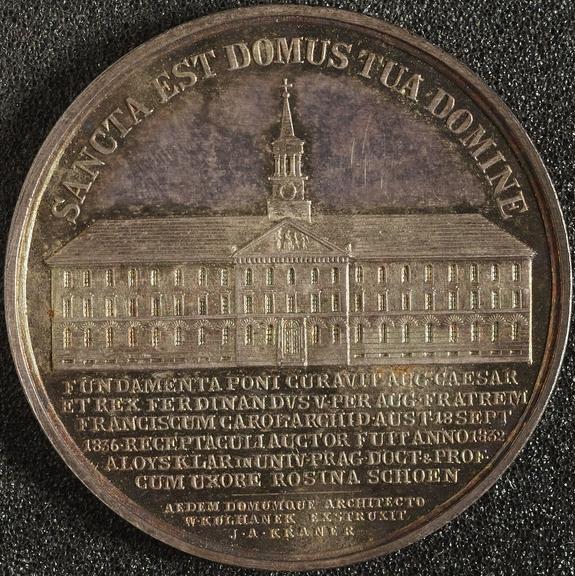 SANCTA EST DOMUS TUA DOMINE
FUNDAMENTA PONI CURAVIT AUG·CAESAR
ET REX FERDINANDVS V·PER AUG·FRATREM
FRANCISCUM CAROL·ARCHID·AUST·18 SEPT
1836·RECEPTACULI AUCTOR FUIT ANNO 1832
ALOYS KLAR IN UNIV·PRAG·DOCT·&·PROF·
CUM UXORE ROSINA SCHOEN
AEDEM DOMUMQUE ARCHITECTO
W·KULHANEK EXSTRUXIT
J·A·KRANER